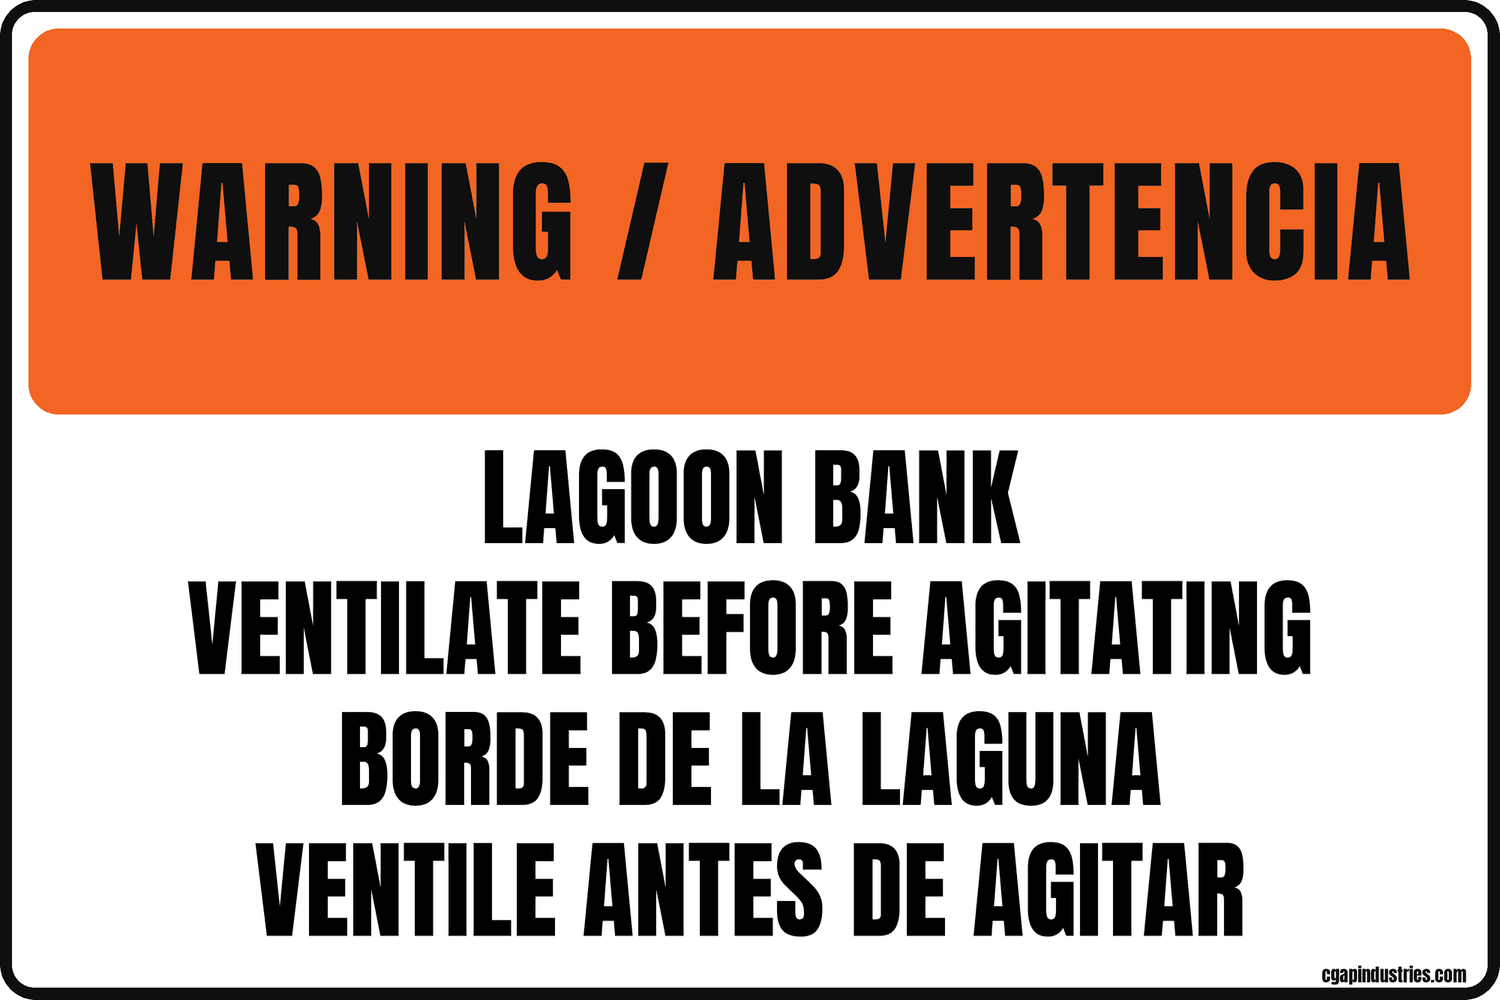 WARNING / ADVERTENCIA
LAGOON BANK
VENTILATE BEFORE AGITATING
BORDE DE LA LAGUNA
VENTILE ANTES DE AGITAR
cgapindustries.com